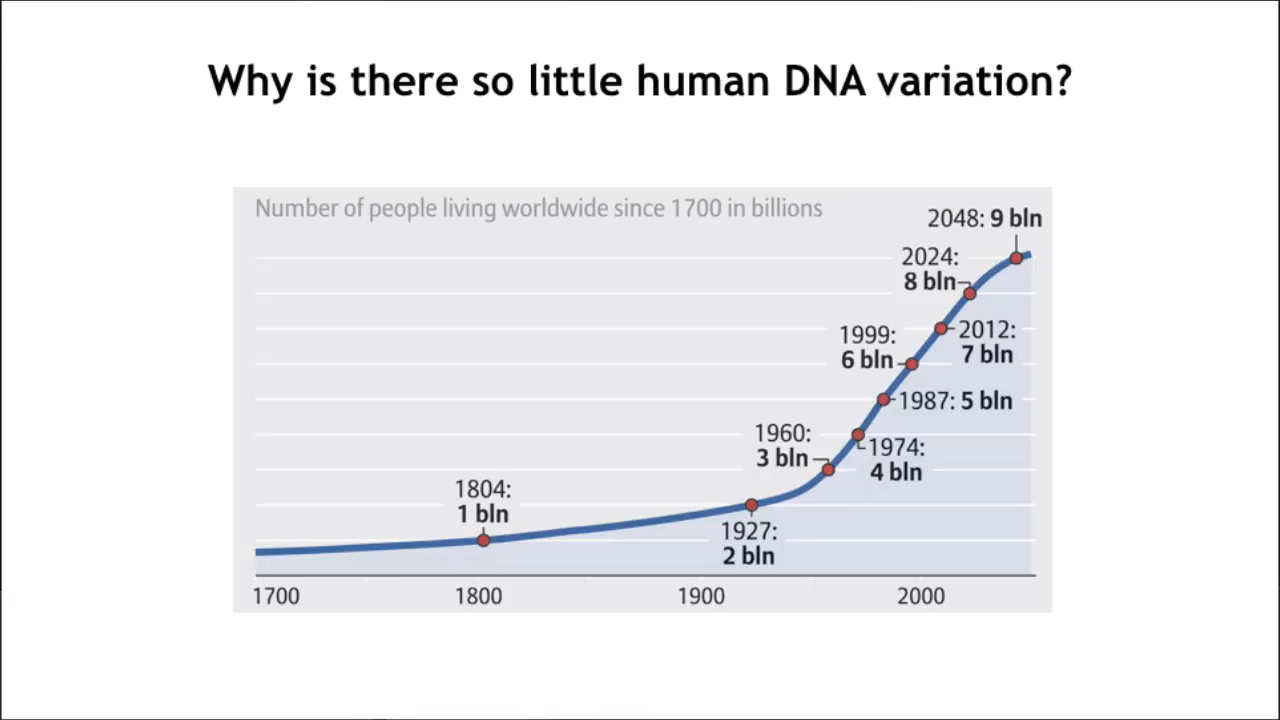 Why is there so little human DNA variation?
Number of people living worldwide since 1700 in billions
2048: 9 bln
2024:
8 bln
1999:
6 bln
2012:
7 bln
1987: 5 bln
1960:
3 bln
1974:
4 bln
1804:
1 bln
1927:
2 bln
1700
1800
1900
2000